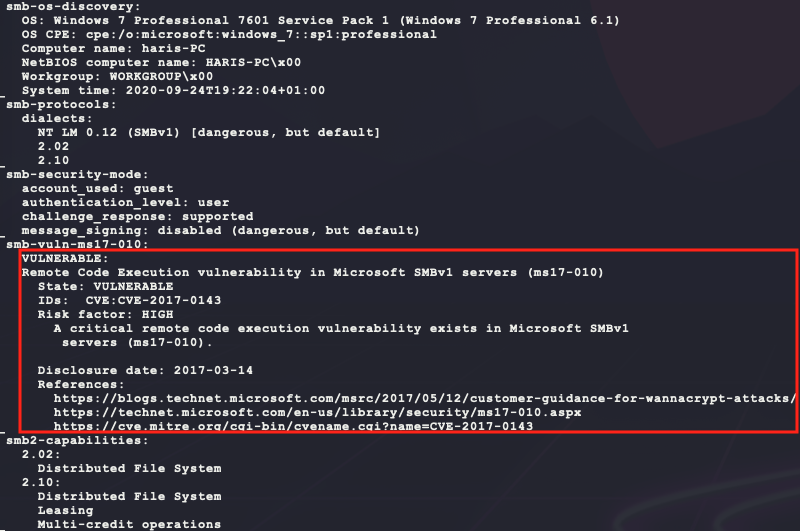 smb-os-discovery:
OS: Windows 7 Professional 7601 Service Pack 1 (Windows 7 Professional 6.1)
OS CPE: cpe:/o:microsoft:windows_7::sp1:professional
Computer name: haris-PC
NetBIOS computer name: HARIS-PC\x00
Workgroup: WORKGROUP\x00
_ System time: 2020-09-24T19:22:04+01:00
smb-protocols:
dialects:
NT LM 0.12 (SMBv1) [dangerous, but default]
2.02
_ 2.10
smb-security-mode:
account_used: guest
authentication_level: user
challenge_response: supported
_ message_signing: disabled (dangerous, but default)
smb-vuln-ms17-010:
VULNERABLE:
Remote Code Execution vulnerability in Microsoft SMBv1 servers (ms17-010)
State: VULNERABLE
IDs: CVE:CVE-2017-0143
Risk factor: HIGH
A critical remote code execution vulnerability exists in Microsoft SMBv1
servers (ms17-010).
Disclosure date: 2017-03-14
References:
https://blogs.technet.microsoft.com/msrc/2017/05/12/customer-guidance-for-wannacrypt-attacks/
https://technet.microsoft.com/en-us/library/security/ms17-010.aspx
_ https://cve.mitre.org/cgi-bin/cvename.cgi?name=CVE-2017-0143
smb2-capabilities:
2.02:
Distributed File System
2.10:
Distributed File System
Leasing
Multi-credit operations